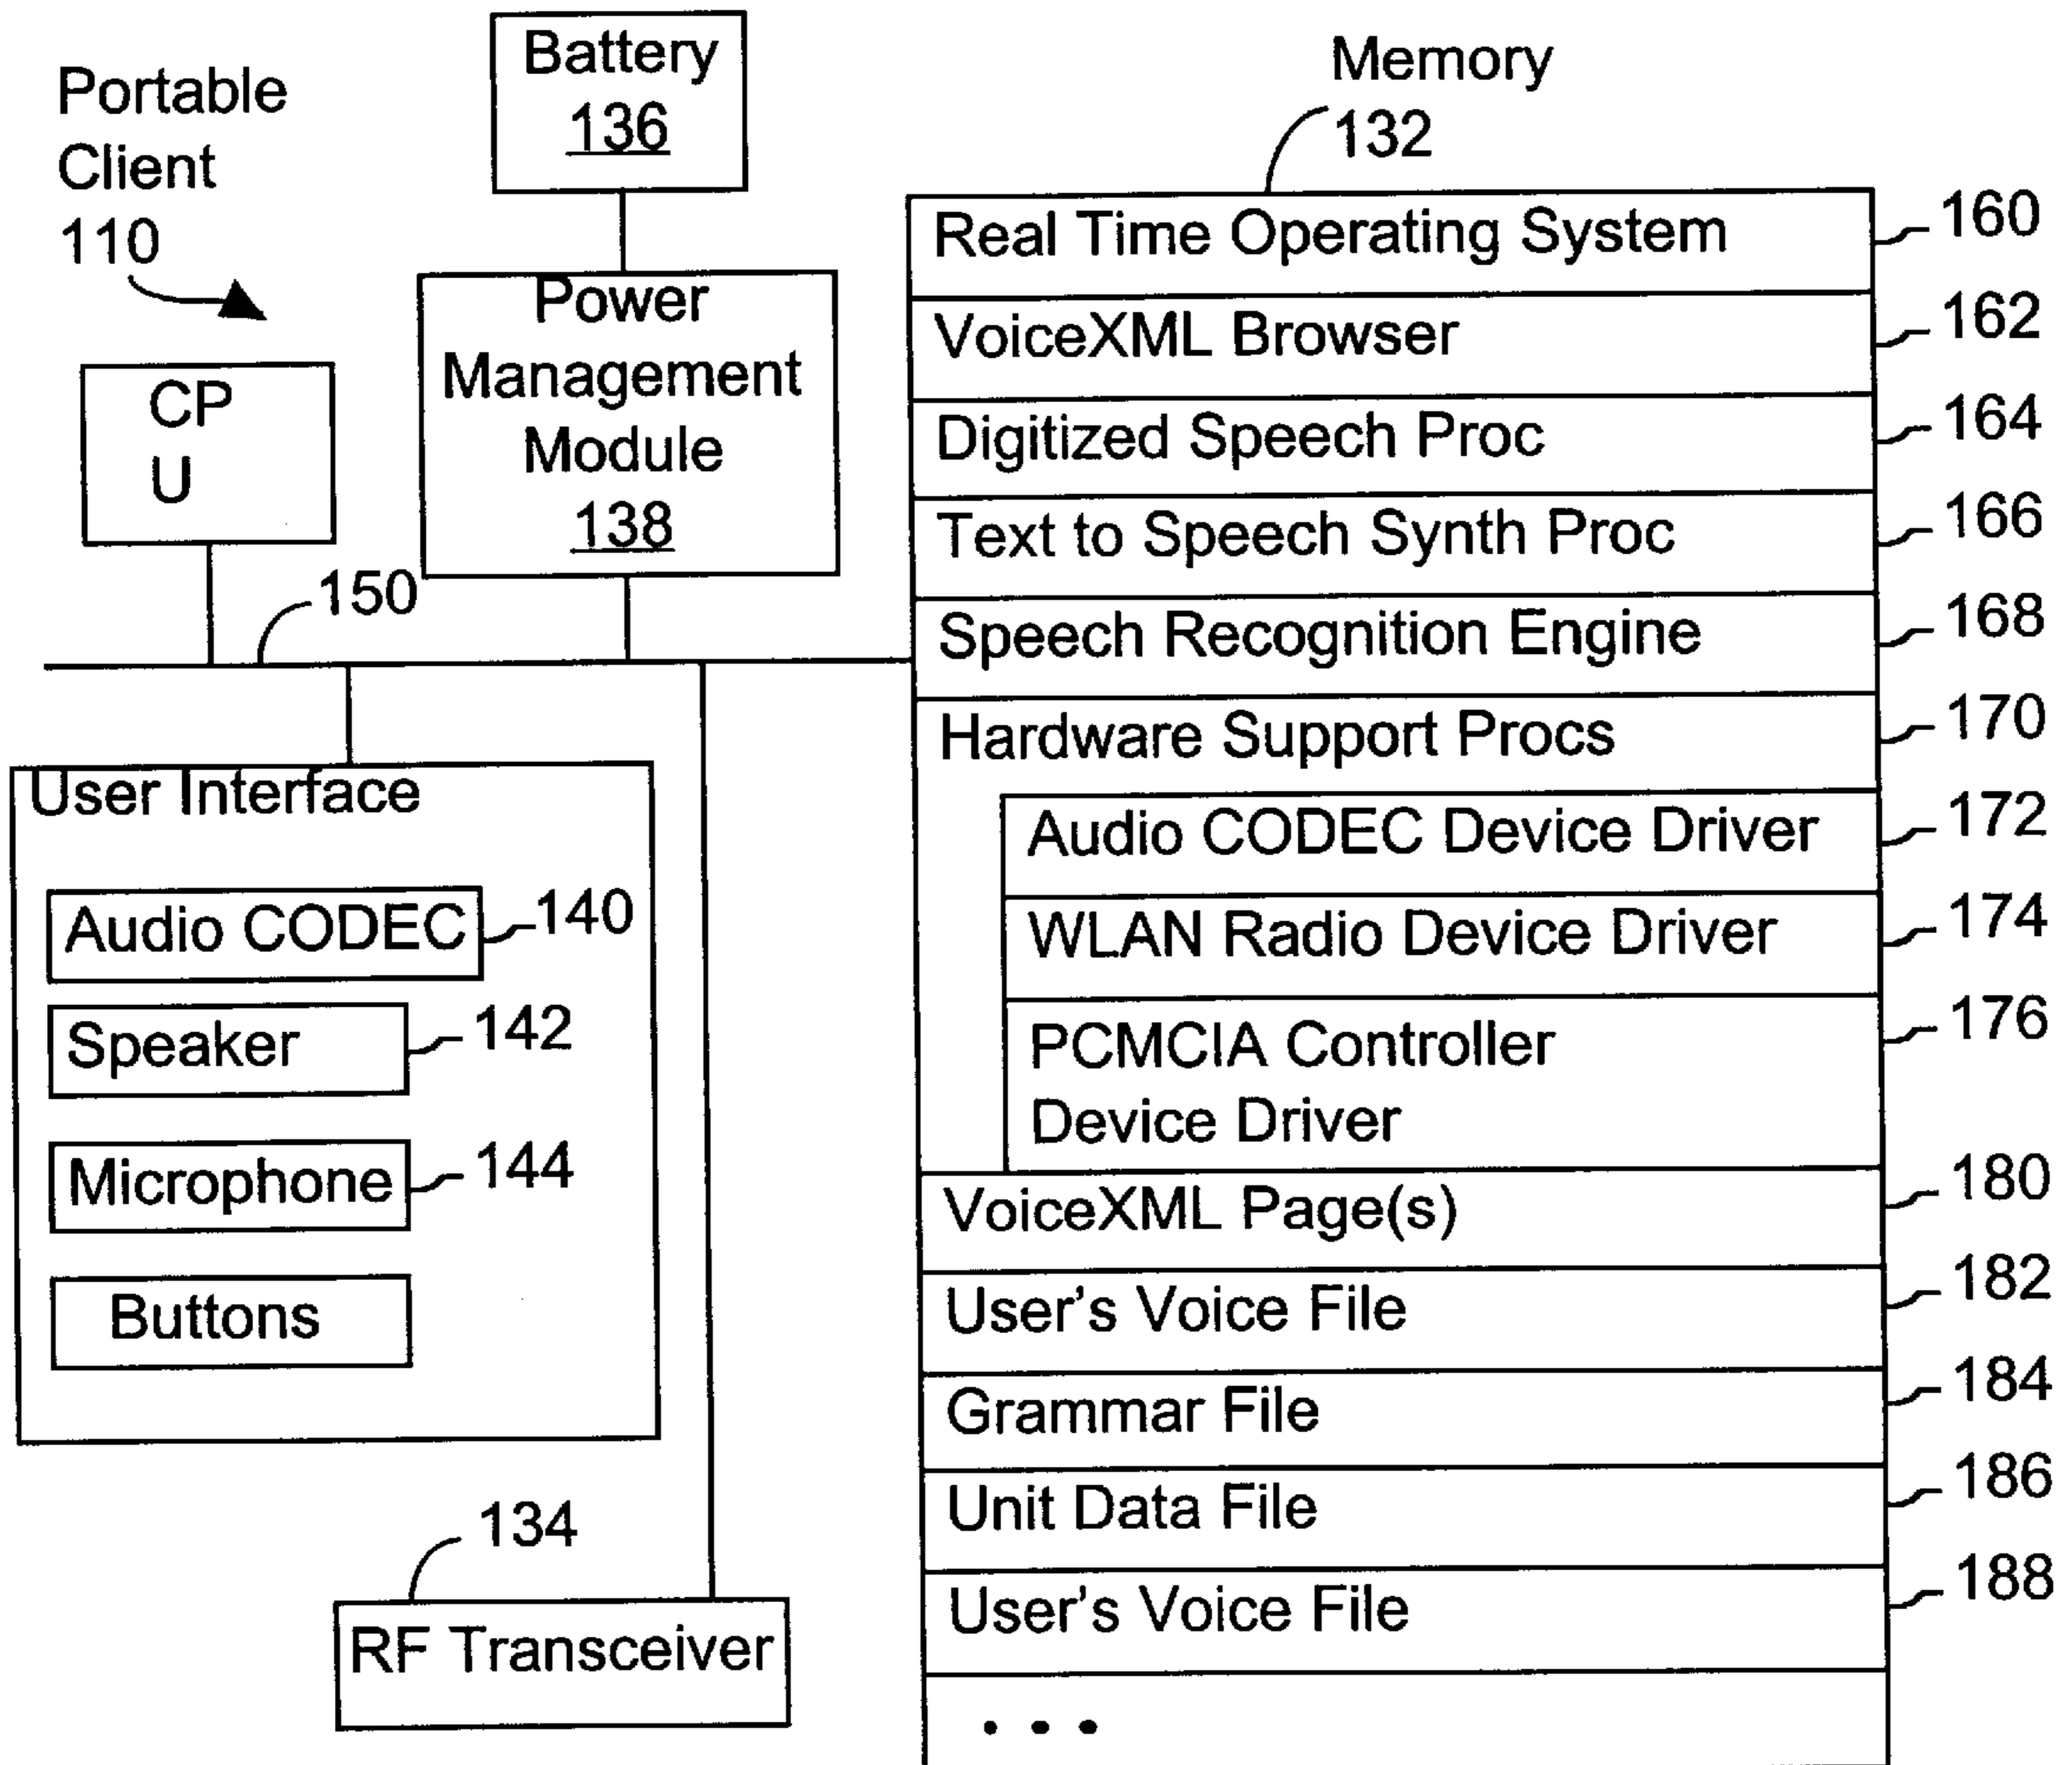 Portable
Client
110
Battery
136
Power
Management
Module
138
CP
U
150
User Interface
Audio CODEC
140
Speaker
142
Microphone
144
Buttons
134
RF Transceiver
Memory
132
Real Time Operating System
160
VoiceXML Browser
162
Digitized Speech Proc
164
Text to Speech Synth Proc
166
Speech Recognition Engine
168
Hardware Support Procs
170
Audio CODEC Device Driver
172
WLAN Radio Device Driver
174
PCMCIA Controller
Device Driver
176
VoiceXML Page(s)
180
User's Voice File
182
Grammar File
184
Unit Data File
186
User's Voice File
188
• • •